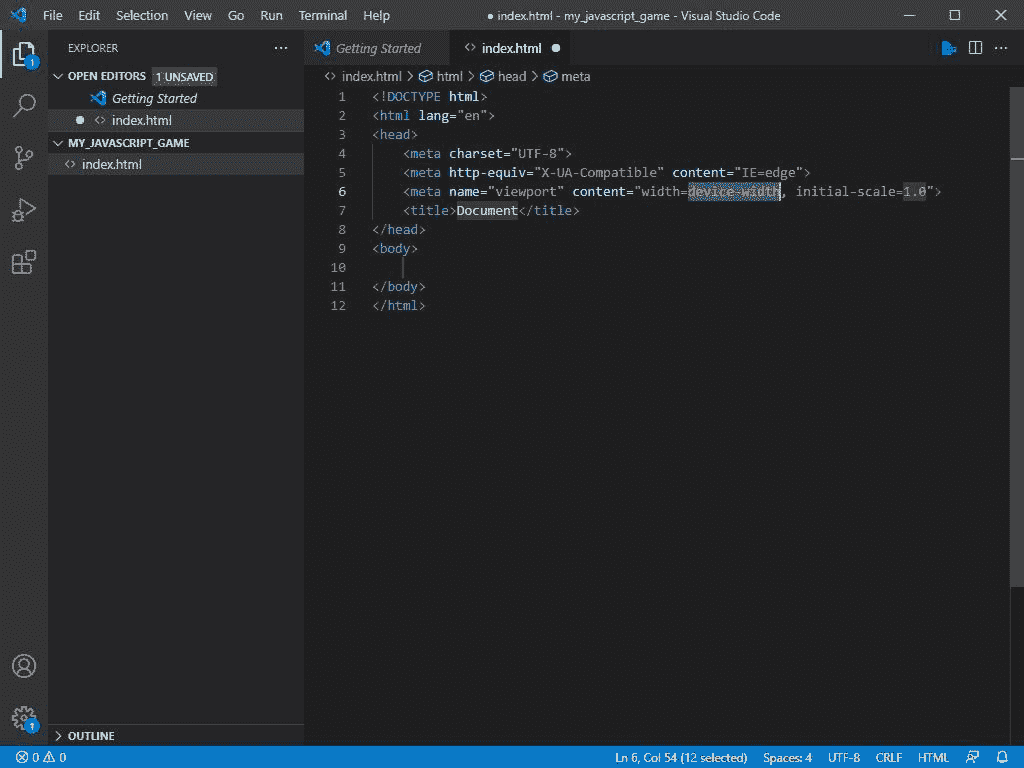 File Edit Selection View Go Run Terminal Help ● index.html - my_javascript_game - Visual Studio Code
EXPLORER
Getting Started
index.html ●
OPEN EDITORS 1 UNSAVED
Getting Started
● index.html
MY_JAVASCRIPT_GAME
index.html
1
1
OUTLINE
index.html > html > head > meta
1 <!DOCTYPE html>
2 <html lang="en">
3 <head>
4 <meta charset="UTF-8">
5 <meta http-equiv="X-UA-Compatible" content="IE=edge">
6 <meta name="viewport" content="width=device-width, initial-scale=1.0">
7 <title>Document</title>
8 </head>
9 <body>
10
11 </body>
12 </html>
0 0 Ln 6, Col 54 (12 selected) Spaces: 4 UTF-8 CRLF HTML